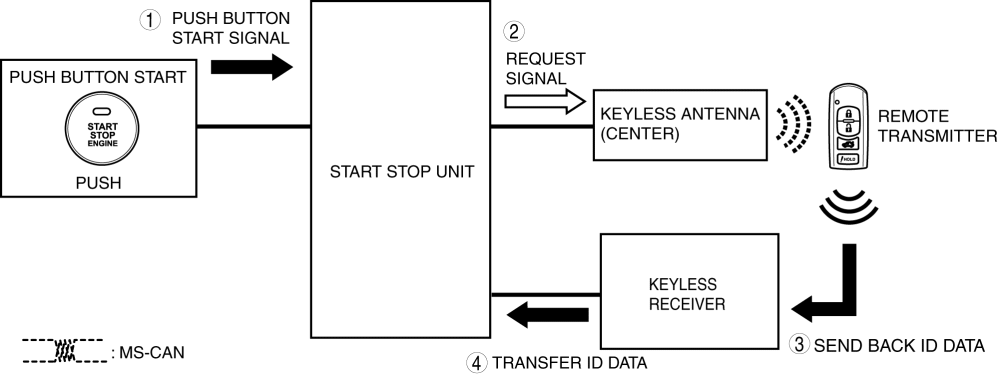 ① PUSH BUTTON
START SIGNAL
PUSH BUTTON START
START
STOP
ENGINE
PUSH
START STOP UNIT
②
REQUEST
SIGNAL
KEYLESS ANTENNA
(CENTER)
REMOTE
TRANSMITTER
HOLD
KEYLESS
RECEIVER
③ SEND BACK ID DATA
④ TRANSFER ID DATA
: MS-CAN